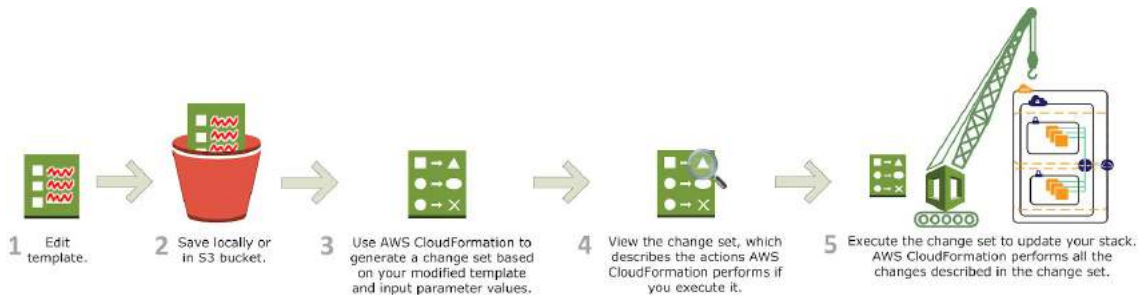 1 Edit
template.
2 Save locally or
in S3 bucket.
3 Use AWS CloudFormation to
generate a change set based
on your modified template
and input parameter values.
4 View the change set, which
describes the actions AWS
CloudFormation performs if
you execute it.
5 Execute the change set to update your stack.
AWS CloudFormation performs all the
changes described in the change set.